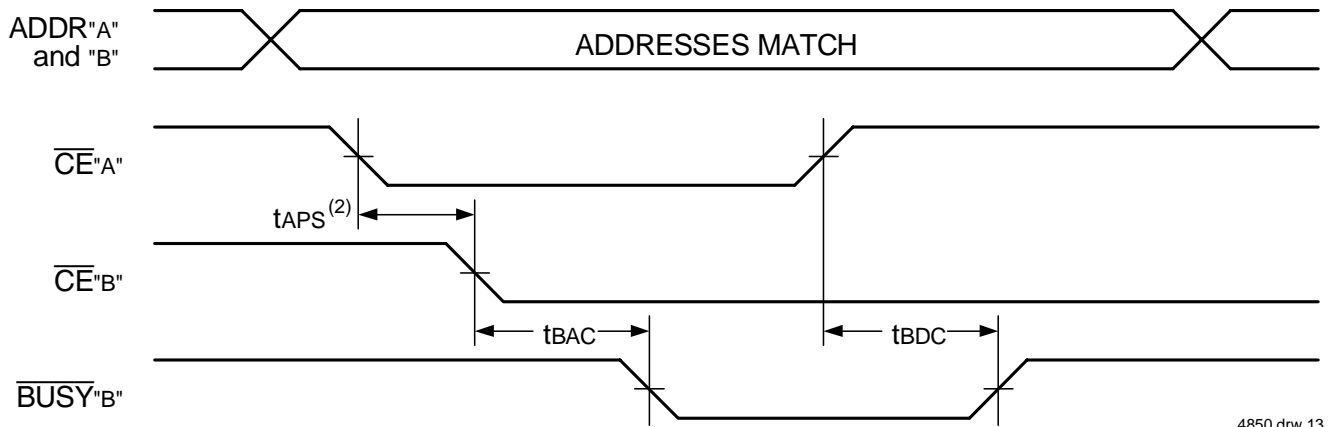 ADDR"A"
and "B"
ADDRESSES MATCH
CE"A"
tAPS(2)
CE"B"
tBAC
tBDC
BUSY"B"
4850 drw 13